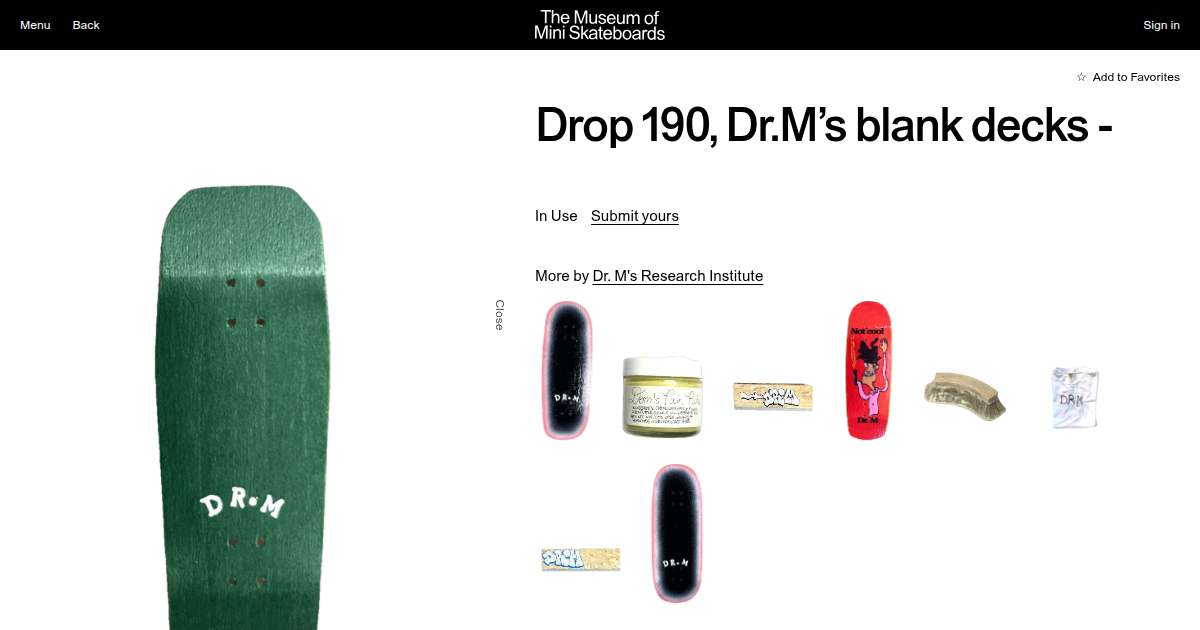 Menu
Back
The Museum of
Mini Skateboards
Sign in
☆ Add to Favorites
Drop 190, Dr.M’s blank decks -
In Use
Submit yours
More by Dr. M's Research Institute
Close
DR•M
DR•M
Not cool
Dr. M
DRM
DR•M